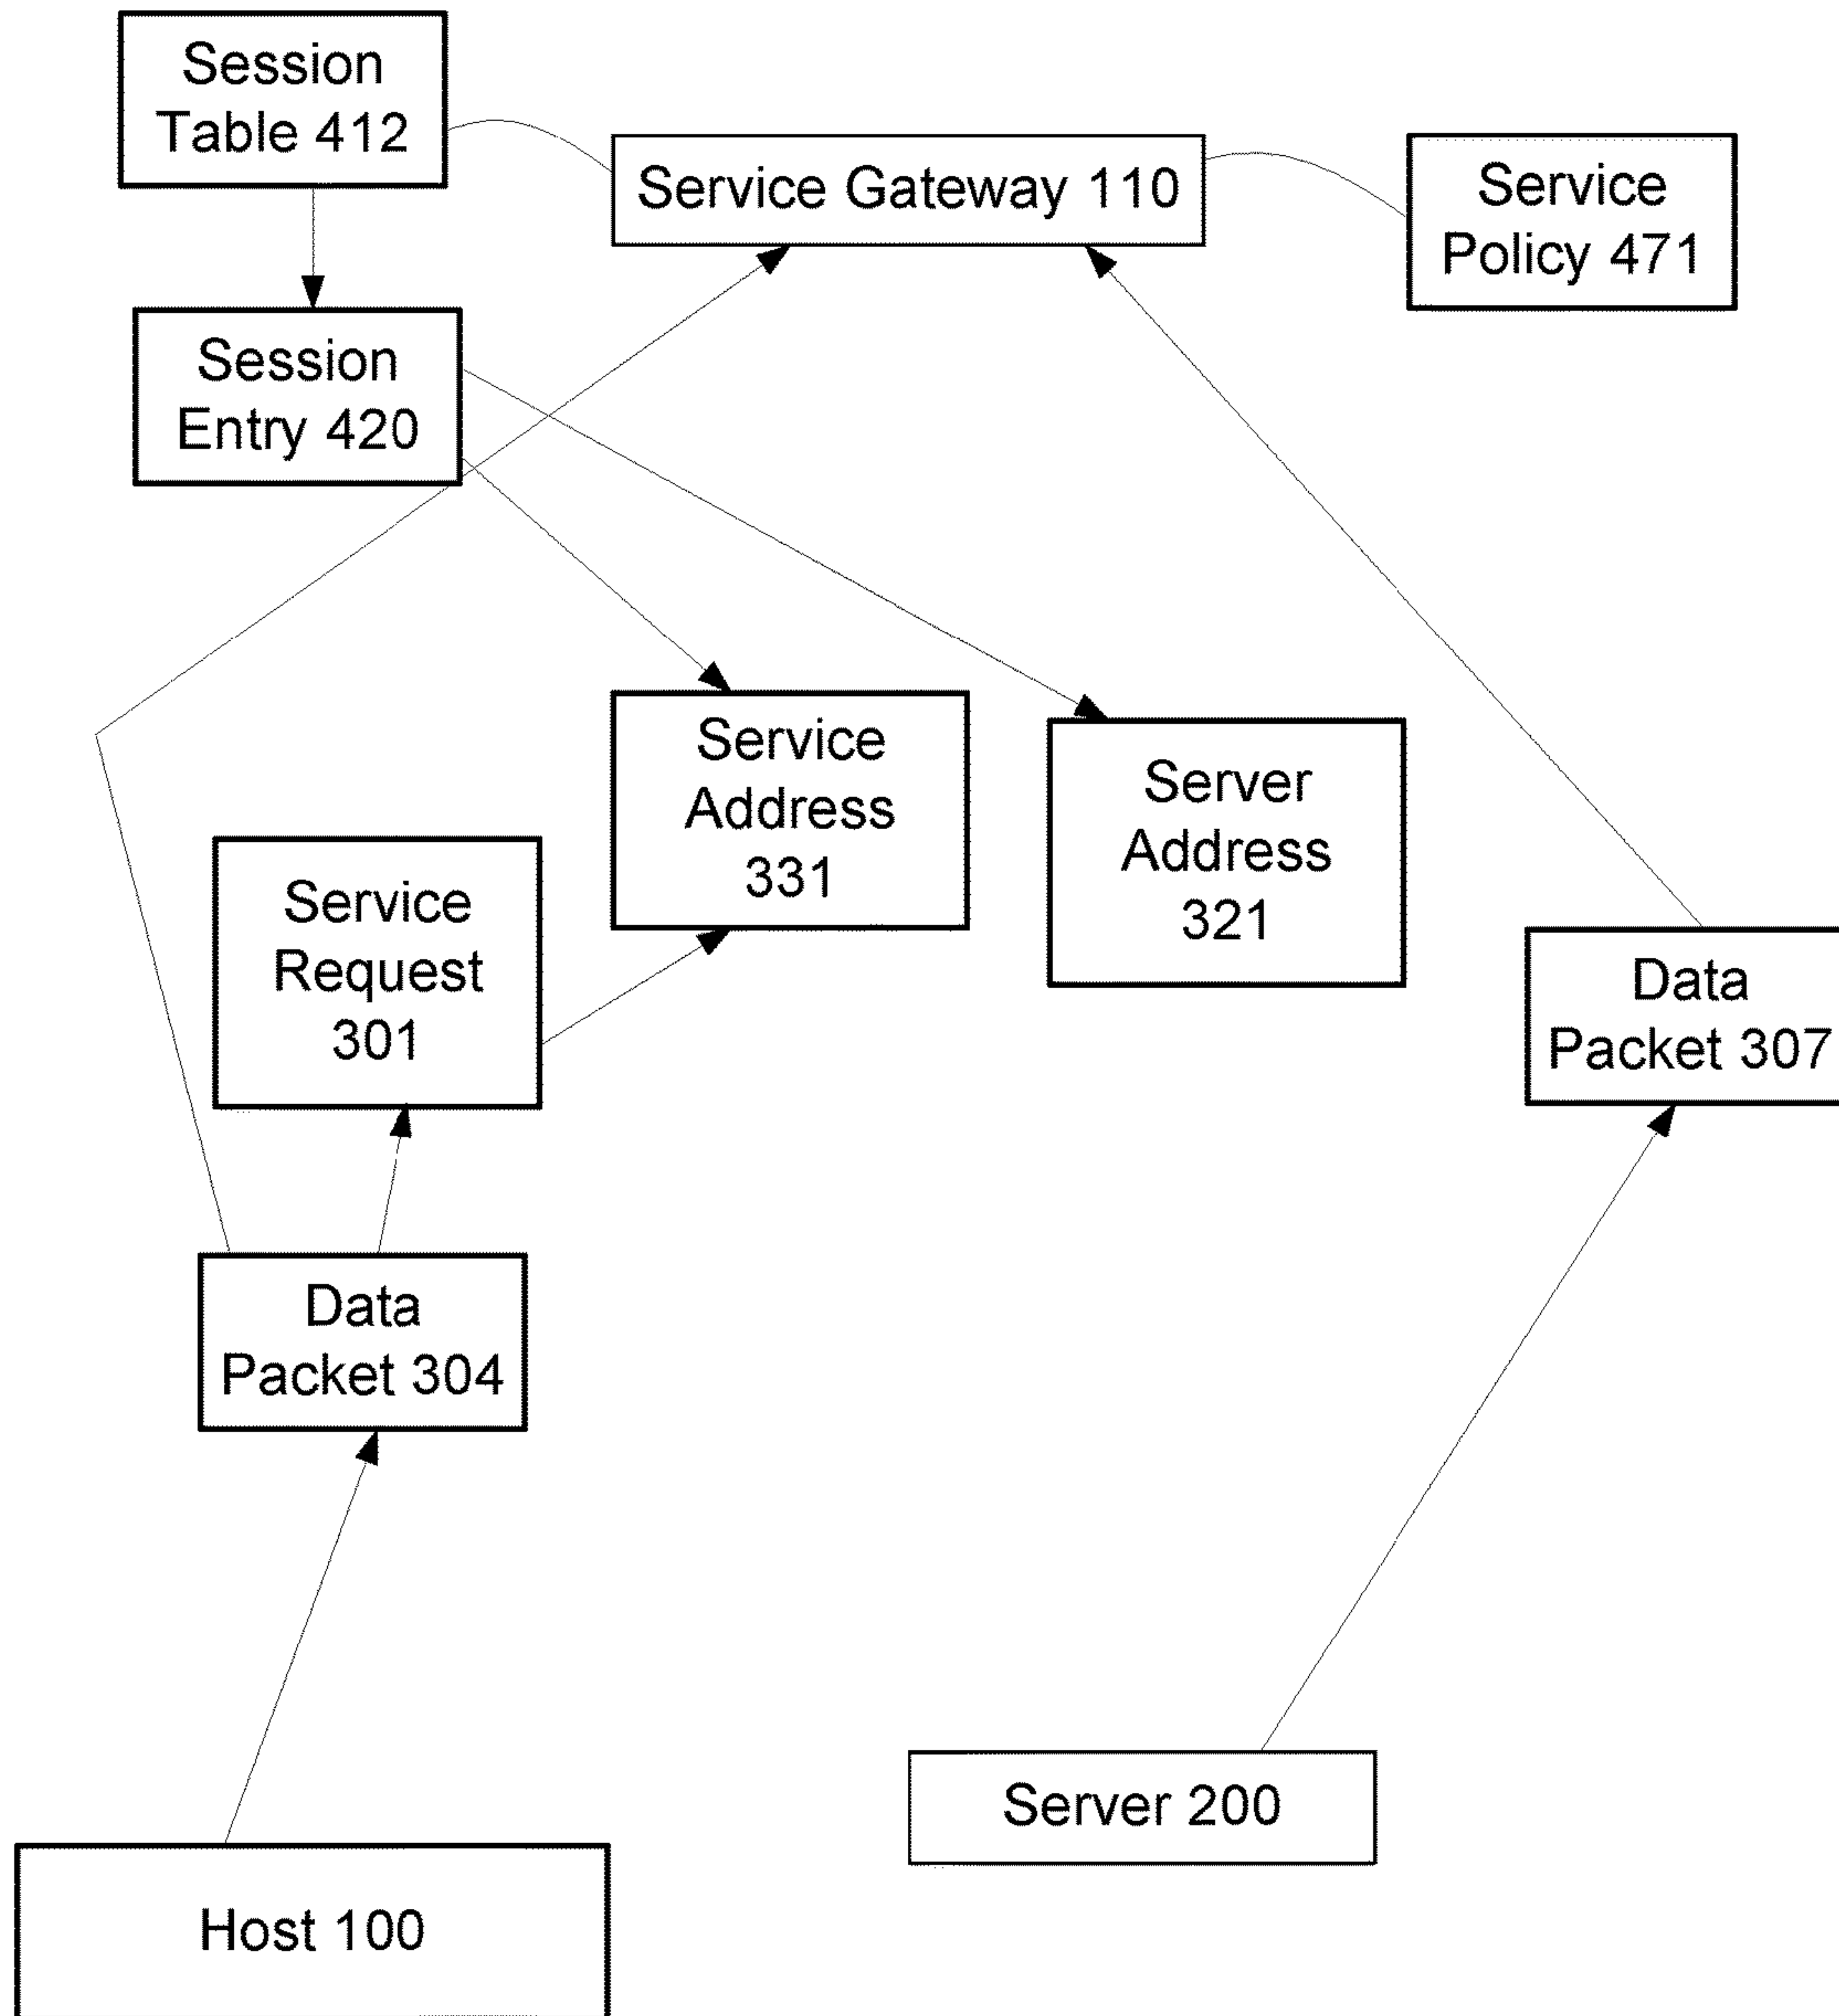 Session
Table 412
Service Gateway 110
Service
Policy 471
Session
Entry 420
Service
Address
331
Server
Address
321
Service
Request
301
Data
Packet 307
Data
Packet 304
Server 200
Host 100